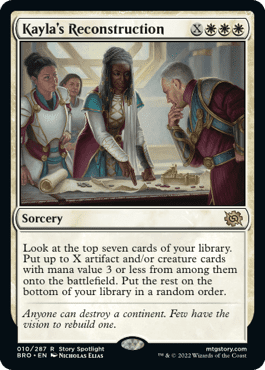 Kayla's Reconstruction X
Sorcery
Look at the top seven cards of your library.
Put up to X artifact and/or creature cards
with mana value 3 or less from among them
onto the battlefield. Put the rest on the
bottom of your library in a random order.
Anyone can destroy a continent. Few have the
vision to rebuild one.
010/287 R Story Spotlight mtgstory.com
BRO • EN Nicholas Elias ™ & © 2022 Wizards of the Coast